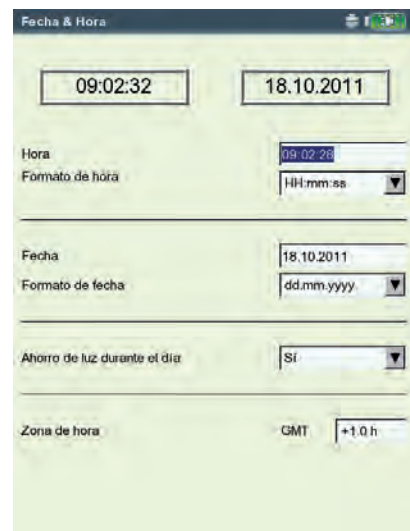 Fecha & Hora
09:02:32 18.10.2011
Hora 09:02:28
Formato de hora HH:mm:ss
Fecha 18.10.2011
Formato de fecha dd.mm.yyyy
Ahorro de luz durante el día Sí
Zona de hora GMT +1.0 h